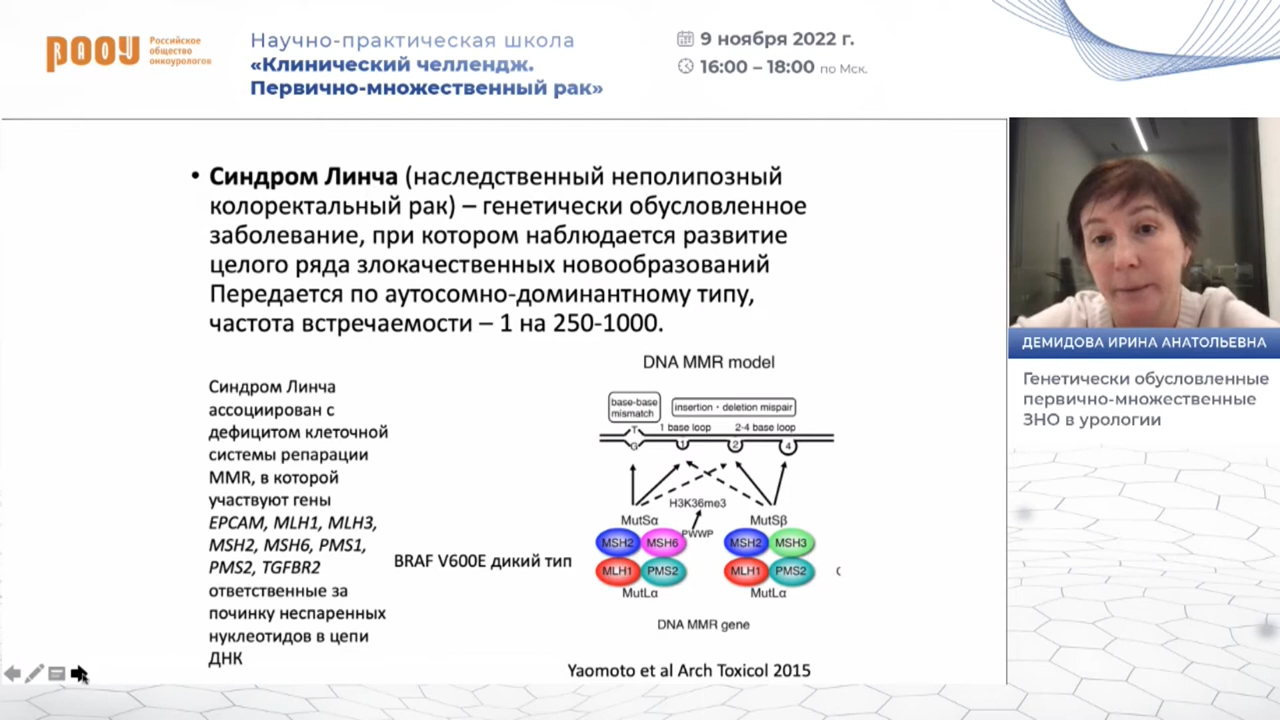 РАОУ
Российское
общество
онкоурологов
Научно-практическая школа
«Клинический челлендж.
Первично-множественный рак»
9 ноября 2022 г.
16:00 – 18:00 по Мск.
• Синдром Линча (наследственный неполипозный
колоректальный рак) – генетически обусловленное
заболевание, при котором наблюдается развитие
целого ряда злокачественных новообразований
Передается по аутосомно-доминантному типу,
частота встречаемости – 1 на 250-1000.
Синдром Линча
ассоциирован с
дефицитом клеточной
системы репарации
MMR, в которой
участвуют гены
EPCAM, MLH1, MLH3,
MSH2, MSH6, PMS1,
PMS2, TGFBR2
ответственные за
починку неспаренных
нуклеотидов в цепи
ДНК
BRAF V600E дикий тип
DNA MMR model
base-base
mismatch
insertion・deletion mispair
1 base loop
2-4 base loop
T
G
1
2
4
H3K36me3
MutSα
PWWP
MutSβ
MSH2
MSH6
MSH2
MSH3
MLH1
PMS2
MLH1
PMS2
MutLα
MutLα
DNA MMR gene
Yaomoto et al Arch Toxicol 2015
ДЕМИДОВА ИРИНА АНАТОЛЬЕВНА
Генетически обусловленные
первично-множественные
ЗНО в урологии